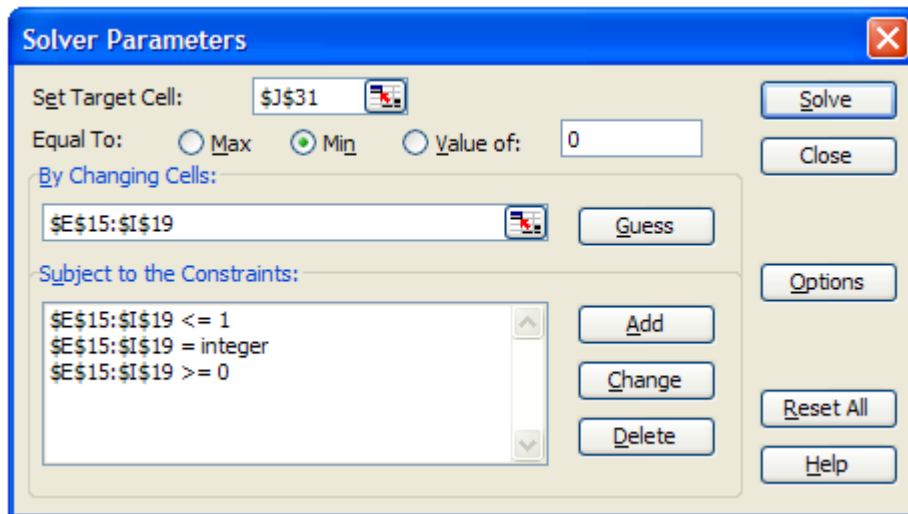 Solver Parameters
Set Target Cell: $J$31 Solve
Equal To: Max Min Value of: 0 Close
By Changing Cells:
$E$15:$I$19 Guess
Subject to the Constraints: Options
$E$15:$I$19 <= 1 Add
$E$15:$I$19 = integer
$E$15:$I$19 >= 0
Change
Reset All
Delete
Help